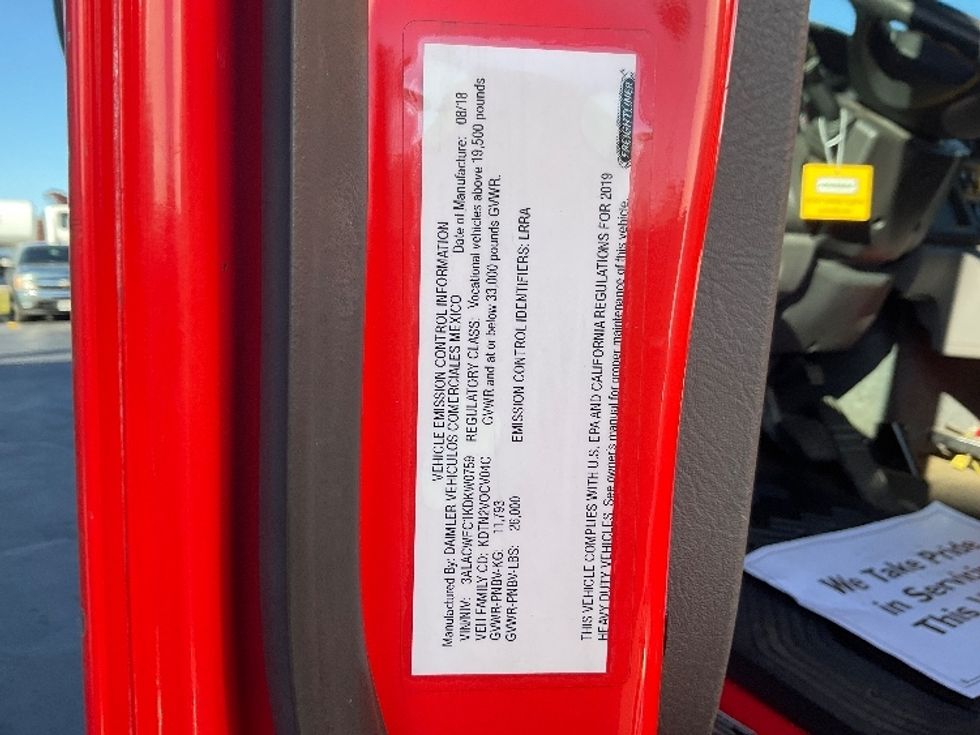 VEHICLE EMISSION CONTROL INFORMATION
Manufactured By: DAIMLER VEHICULOS COMERCIALES MEXICO Date of Manufacture: 08/18
VIN/NIV: 3ALACWFC1KDKW0759 REGULATORY CLASS: Vocational vehicles above 19,500 pounds
VEH FAMILY CD: KDTN2VOCV04C GVWR and at or below 33,000 pounds GVWR.
GVWR-PNBV-KG: 11,793
GVWR-PNBV-LBS: 26,000 EMISSION CONTROL IDENTIFIERS: LRRA
THIS VEHICLE COMPLIES WITH U.S. EPA AND CALIFORNIA REGULATIONS FOR 2019
HEAVY DUTY VEHICLES. See owner's manual for proper maintenance of this vehicle.
FREIGHTLINER
We Take Pride
in Servic
This